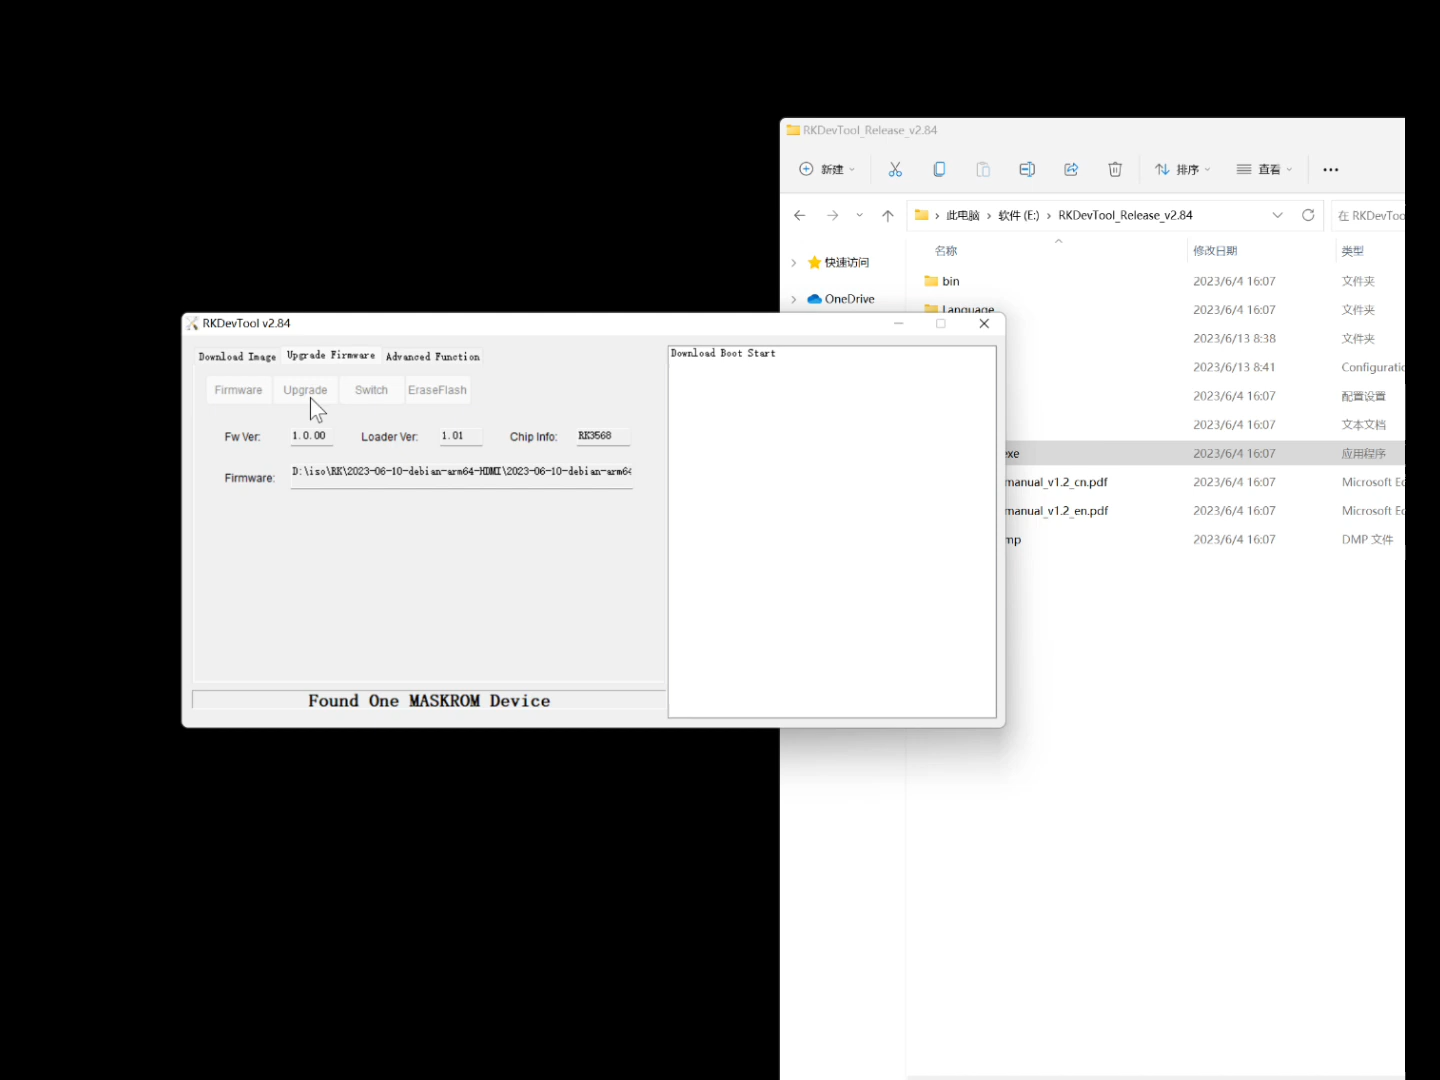 RKDevTool_Release_v2.84
新建
排序
查看
此电脑 › 软件 (E:) › RKDevTool_Release_v2.84
在 RKDevToo
名称
修改日期
类型
快速访问
OneDrive
bin 2023/6/4 16:07 文件夹
Language 2023/6/4 16:07 文件夹
2023/6/13 8:38 文件夹
2023/6/13 8:41 Configuratic
2023/6/4 16:07 配置设置
2023/6/4 16:07 文本文档
xe 2023/6/4 16:07 应用程序
manual_v1.2_cn.pdf 2023/6/4 16:07 Microsoft Ec
manual_v1.2_en.pdf 2023/6/4 16:07 Microsoft Ec
mp 2023/6/4 16:07 DMP 文件
RKDevTool v2.84
Download Image Upgrade Firmware Advanced Function
Firmware Upgrade Switch EraseFlash
Fw Ver: 1.0.00 Loader Ver: 1.01 Chip Info: RK3568
Firmware: D:\iso\RK\2023-06-10-debian-arm64-HDMI\2023-06-10-debian-arm64
Found One MASKROM Device
Download Boot Start